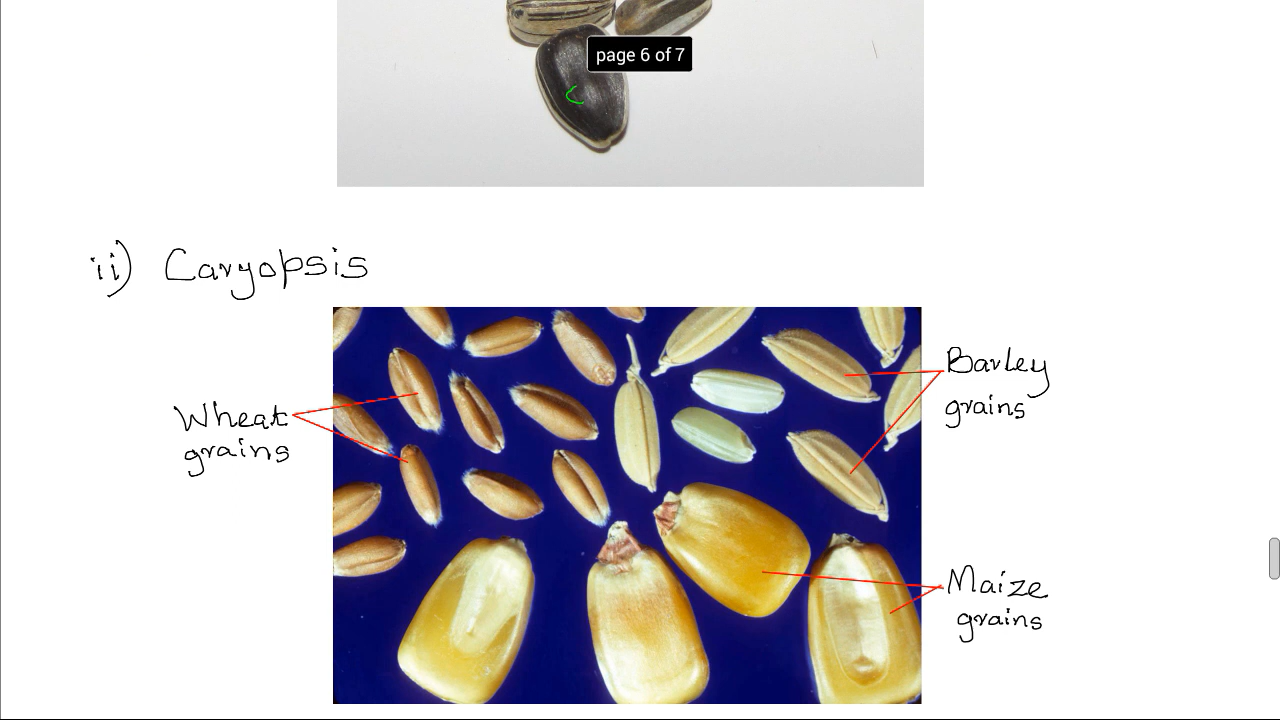 page 6 of 7
ii) Caryopsis
Wheat
grains
Barley
grains
Maize
grains